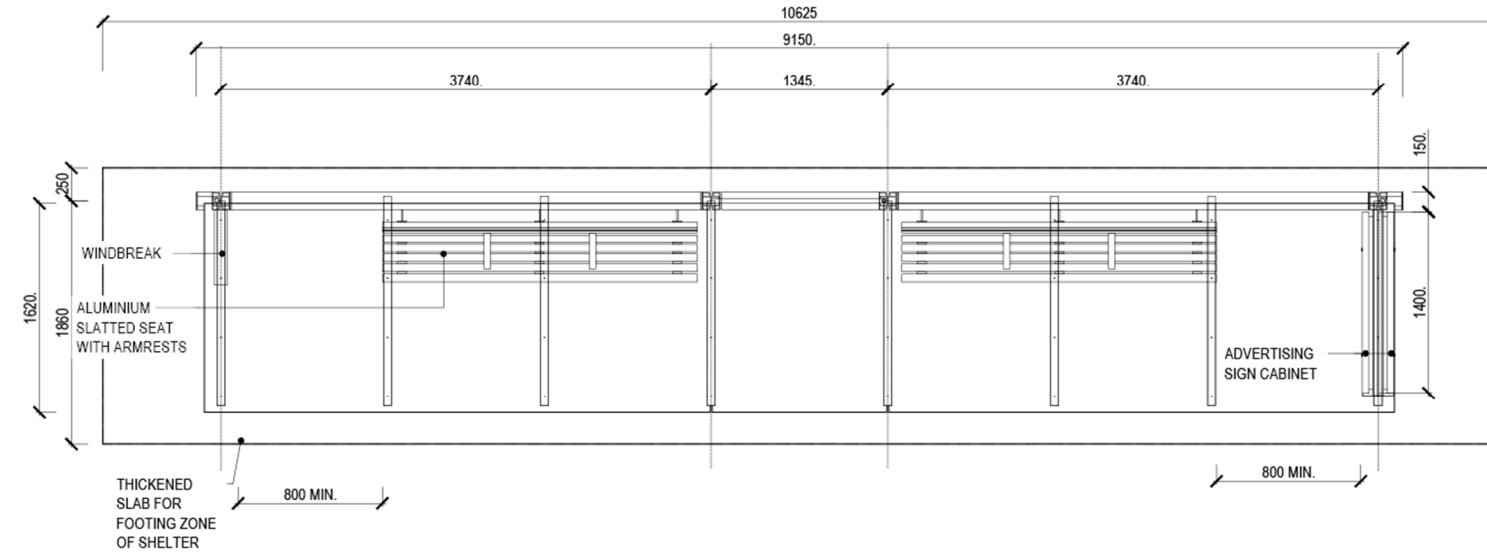 10625
9150.
3740.
1345.
3740.
150.
250
WINDBREAK
ALUMINIUM
SLATTED SEAT
WITH ARMRESTS
1620.
1860
1400.
ADVERTISING
SIGN CABINET
THICKENED
SLAB FOR
FOOTING ZONE
OF SHELTER
800 MIN.
800 MIN.